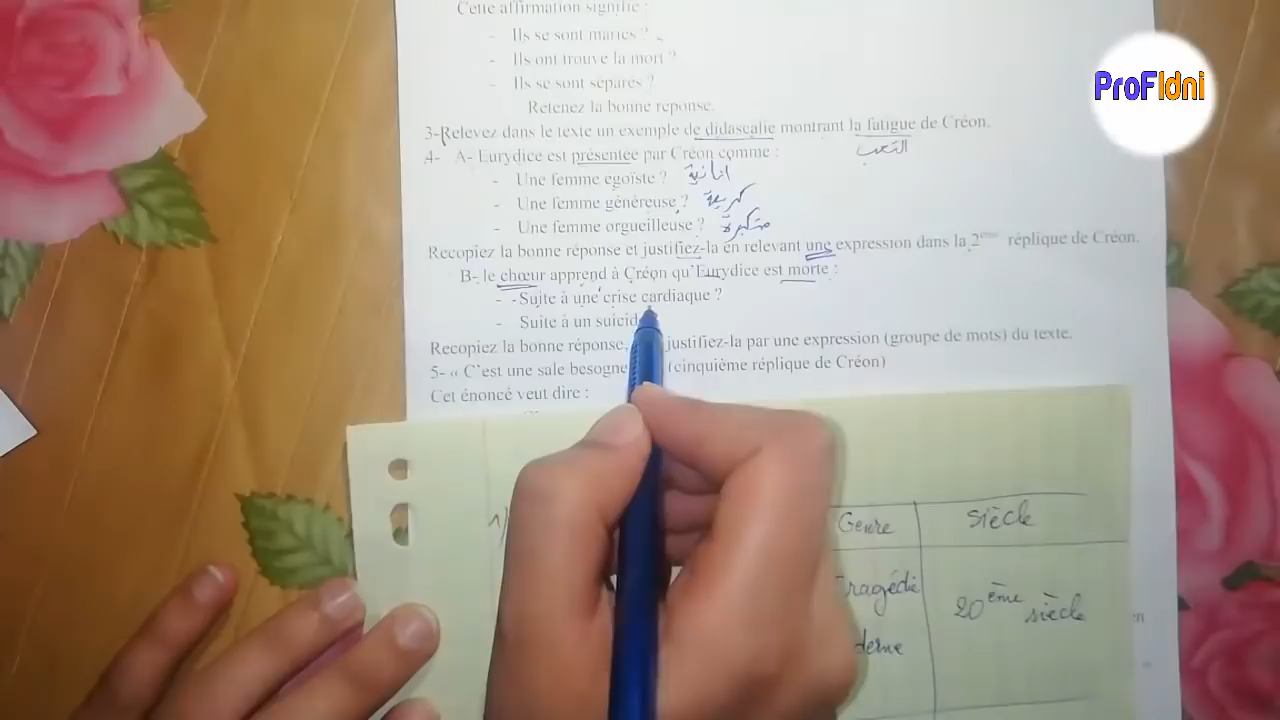 Cette affirmation signifie :
- Ils se sont mariés ?
- Ils ont trouvé la mort ?
- Ils se sont séparés ?
Retenez la bonne réponse.
3-Relevez dans le texte un exemple de didascalie montrant la fatigue de Créon.
التعب
4- A- Eurydice est présentée par Créon comme :
- Une femme égoïste ? انانية
- Une femme généreuse ? كريمة
- Une femme orgueilleuse ? متكبرة
Recopiez la bonne réponse et justifiez-la en relevant une expression dans la 2ème réplique de Créon.
B- le chœur apprend à Créon qu'Eurydice est morte :
- -Suite à une crise cardiaque ?
- Suite à un suicid
Recopiez la bonne réponse, justifiez-la par une expression (groupe de mots) du texte.
5- « C'est une sale besogne (cinquième réplique de Créon)
Cet énoncé veut dire :
1/
Genre siècle
Tragédie
derne
20ème siècle
en
ProFIdni